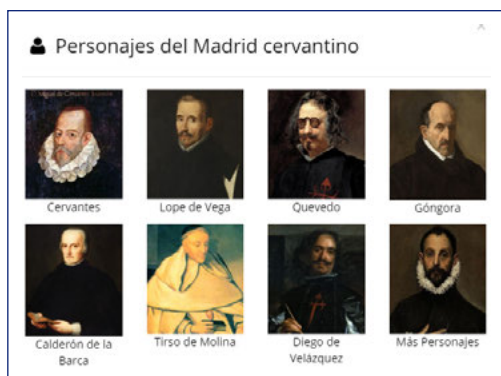 Personajes del Madrid cervantino
Cervantes
Lope de Vega
Quevedo
Góngora
Calderón de la
Barca
Tirso de Molina
Diego de
Velázquez
Más Personajes